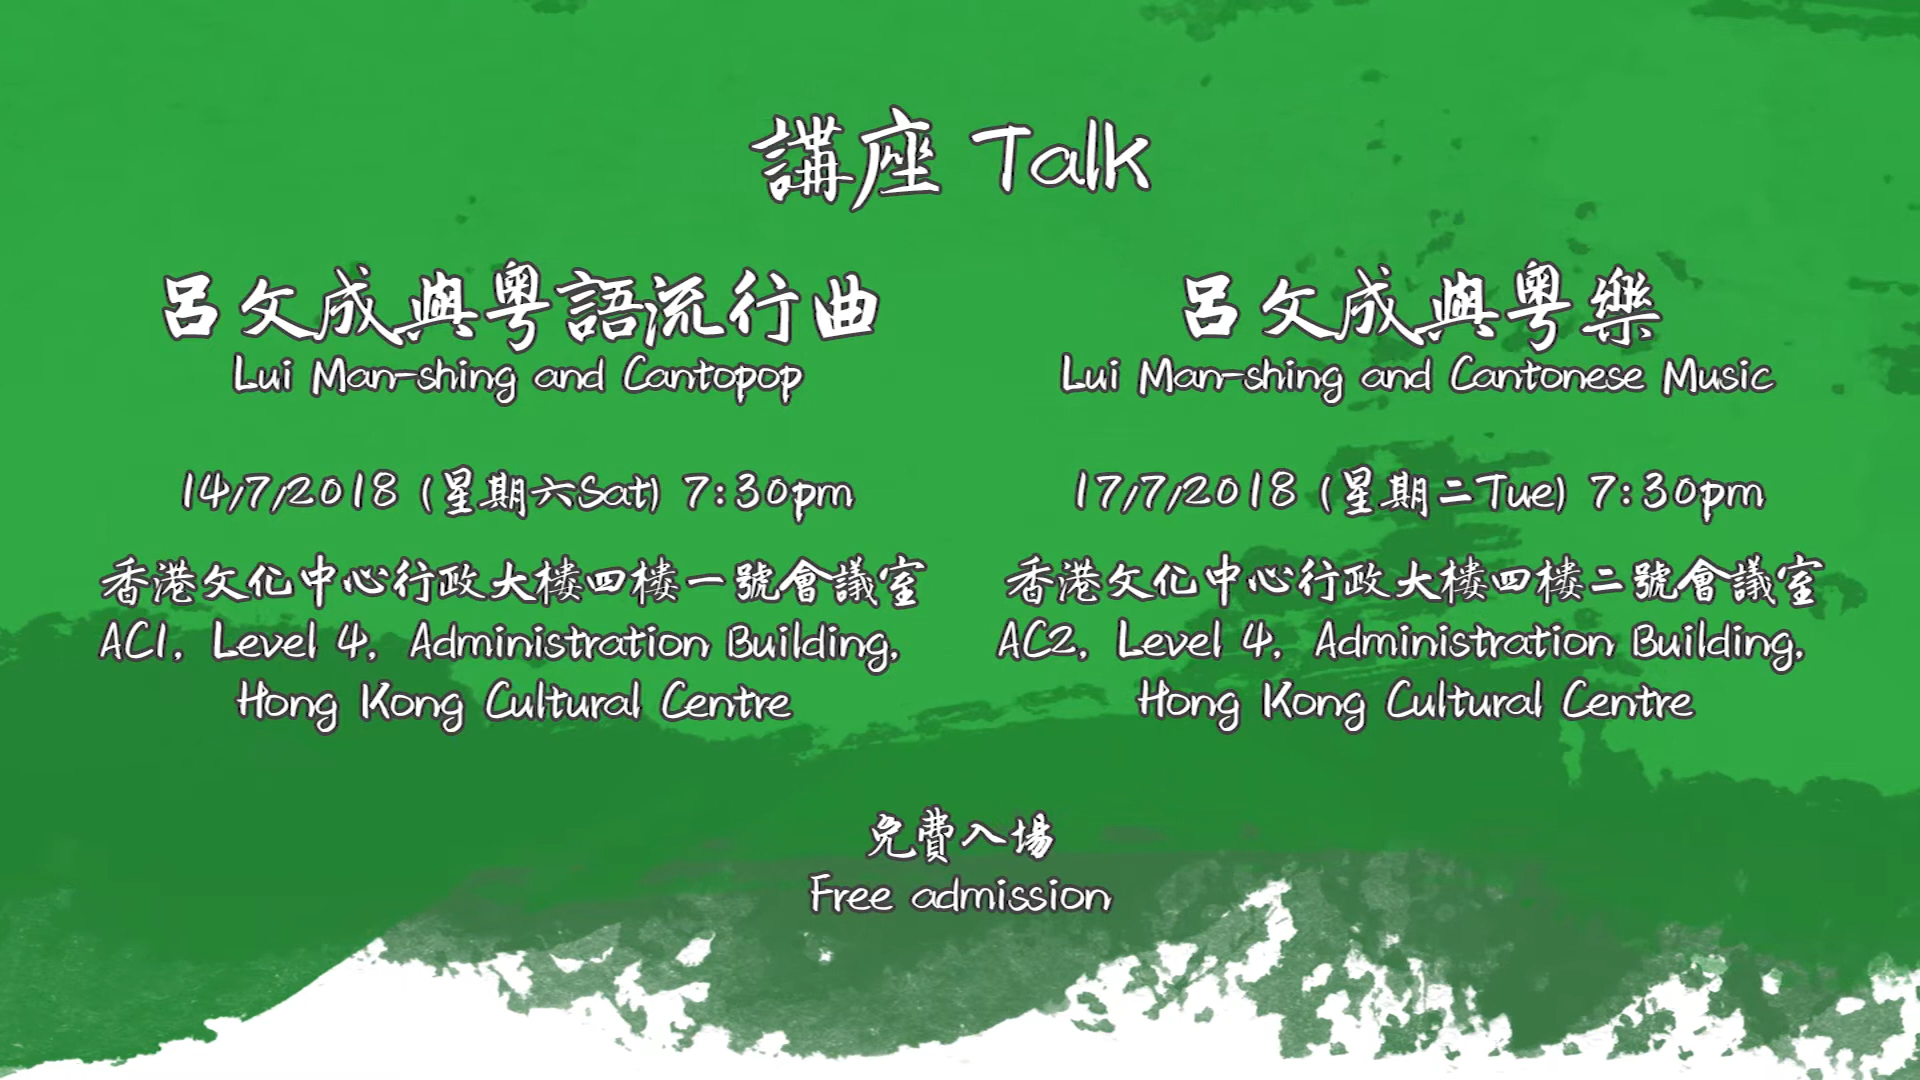 講座 Talk
呂文成與粵語流行曲
Lui Man-shing and Cantopop
14/7/2018 (星期六Sat) 7:30pm
香港文化中心行政大樓四樓一號會議室
AC1, Level 4, Administration Building,
Hong Kong Cultural Centre
呂文成與粵樂
Lui Man-shing and Cantonese Music
17/7/2018 (星期二Tue) 7:30pm
香港文化中心行政大樓四樓二號會議室
AC2, Level 4, Administration Building,
Hong Kong Cultural Centre
免費入場
Free admission